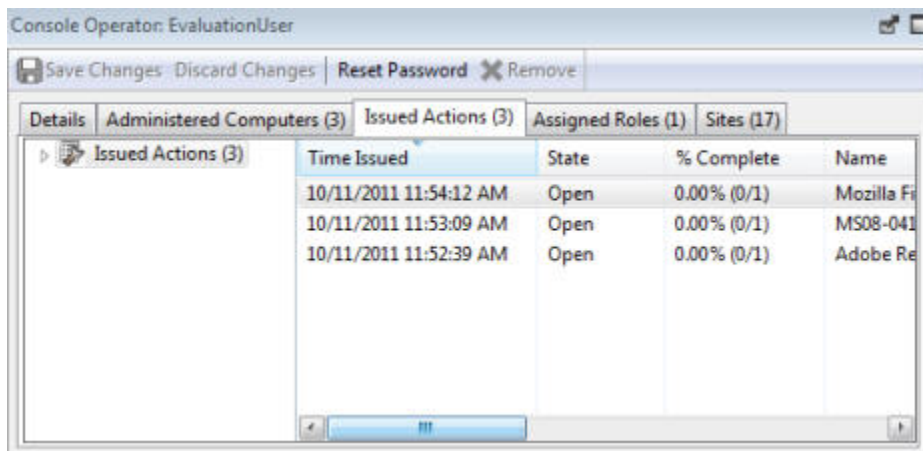 Console Operator: EvaluationUser
Save Changes Discard Changes Reset Password Remove
Details Administered Computers (3) Issued Actions (3) Assigned Roles (1) Sites (17)
Issued Actions (3) Time Issued State % Complete Name
10/11/2011 11:54:12 AM Open 0.00% (0/1) Mozilla Fi
10/11/2011 11:53:09 AM Open 0.00% (0/1) MS08-041
10/11/2011 11:52:39 AM Open 0.00% (0/1) Adobe Re